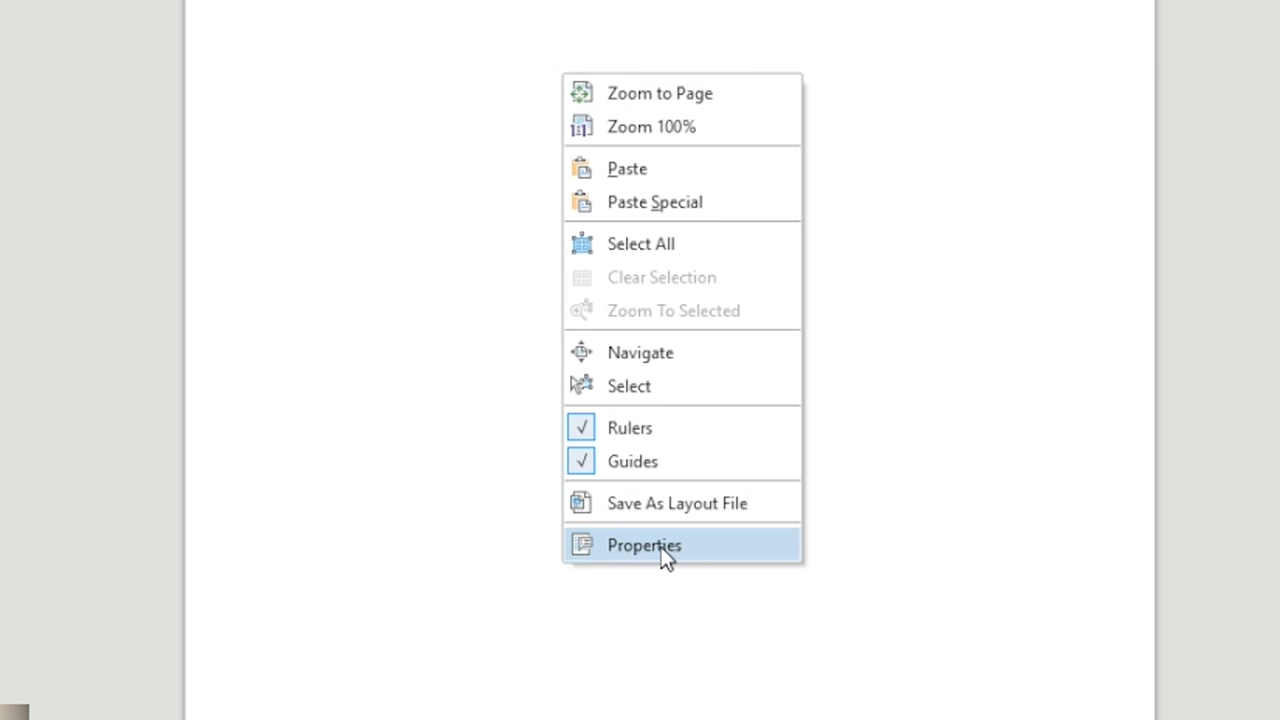 Zoom to Page
Zoom 100%
Paste
Paste Special
Select All
Clear Selection
Zoom To Selected
Navigate
Select
Rulers
Guides
Save As Layout File
Properties